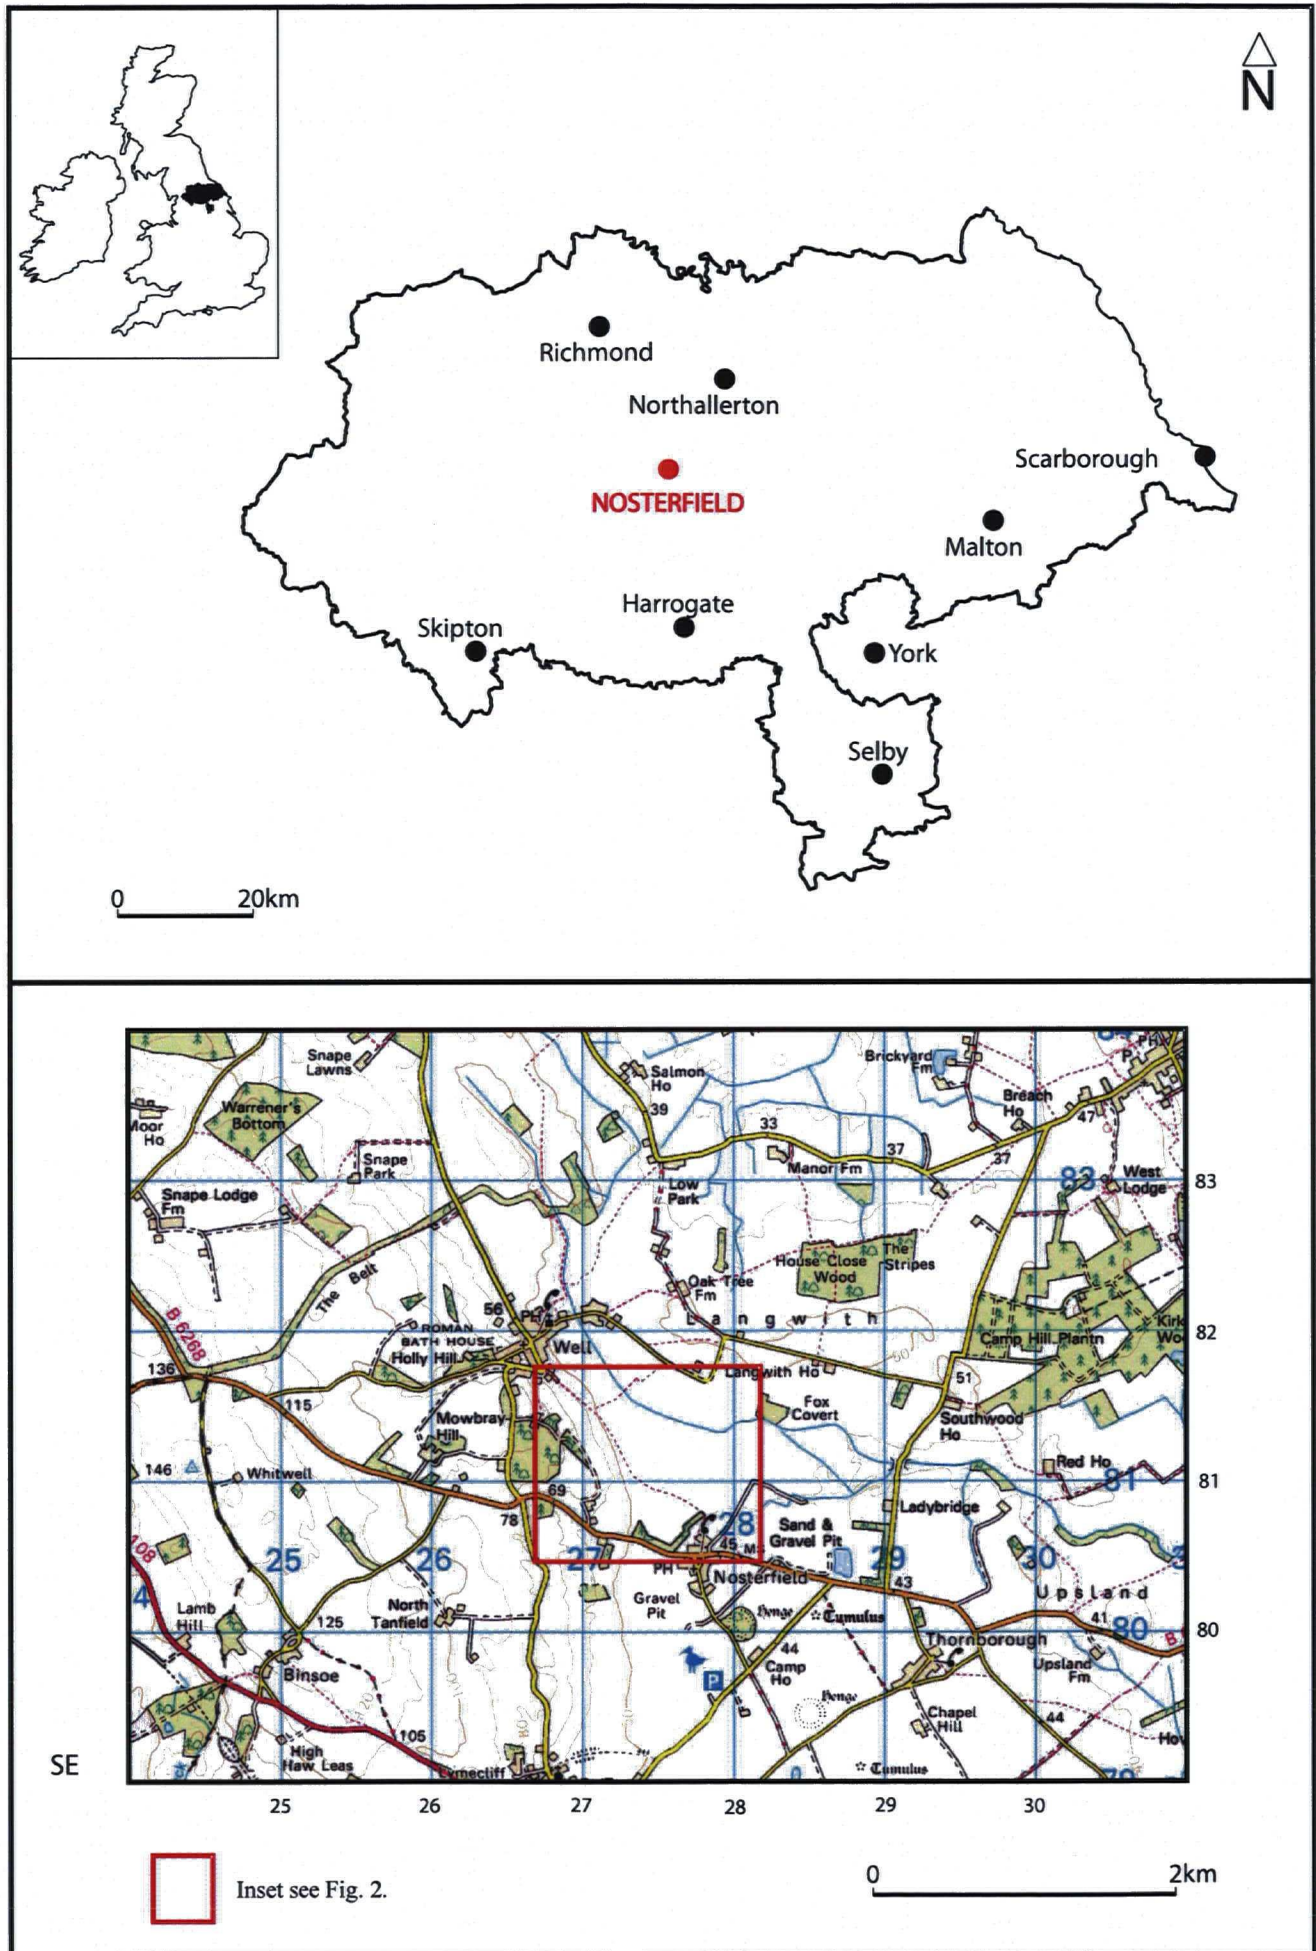 N
Richmond
Northallerton
Scarborough
NOSTERFIELD
Malton
Harrogate
Skipton
York
Selby
0 20km
Snape
Lawns
Salmon
Ho
39
Brickyard
Fm
PH
Warrener's
Bottom
Moor
Ho
33
Breach
Ho
47
Snape
Park
Manor Fm
37
37
83
West
Lodge
83
Snape Lodge
Fm
Low
Park
The Belt
House Close
Wood
The
Stripes
Oak Tree
Fm
B 6268
56
PH
Langwith
ROMAN
BATH HOUSE
Holly Hill
Well
Camp Hill Plantn
82
136
50
Langwith Ho
51
115
Fox
Covert
Mowbray
Hill
Southwood
Ho
146
Whitwell
Red Ho
81
81
69
78
Ladybridge
28
Sand &
Gravel Pit
45
25
26
27
29
30
PH
Nosterfield
43
Gravel
Pit
Upsland
108
4
Lamb
Hill
North
Tanfield
125
Henge
Tumulus
41
80
80
44
Thornborough
Binsoe
Camp
Ho
Upsland
Fm
Henge
P
Chapel
Hill
44
105
High
Haw Leas
Tumulus
SE
25 26 27 28 29 30
Inset see Fig. 2.
0 2km